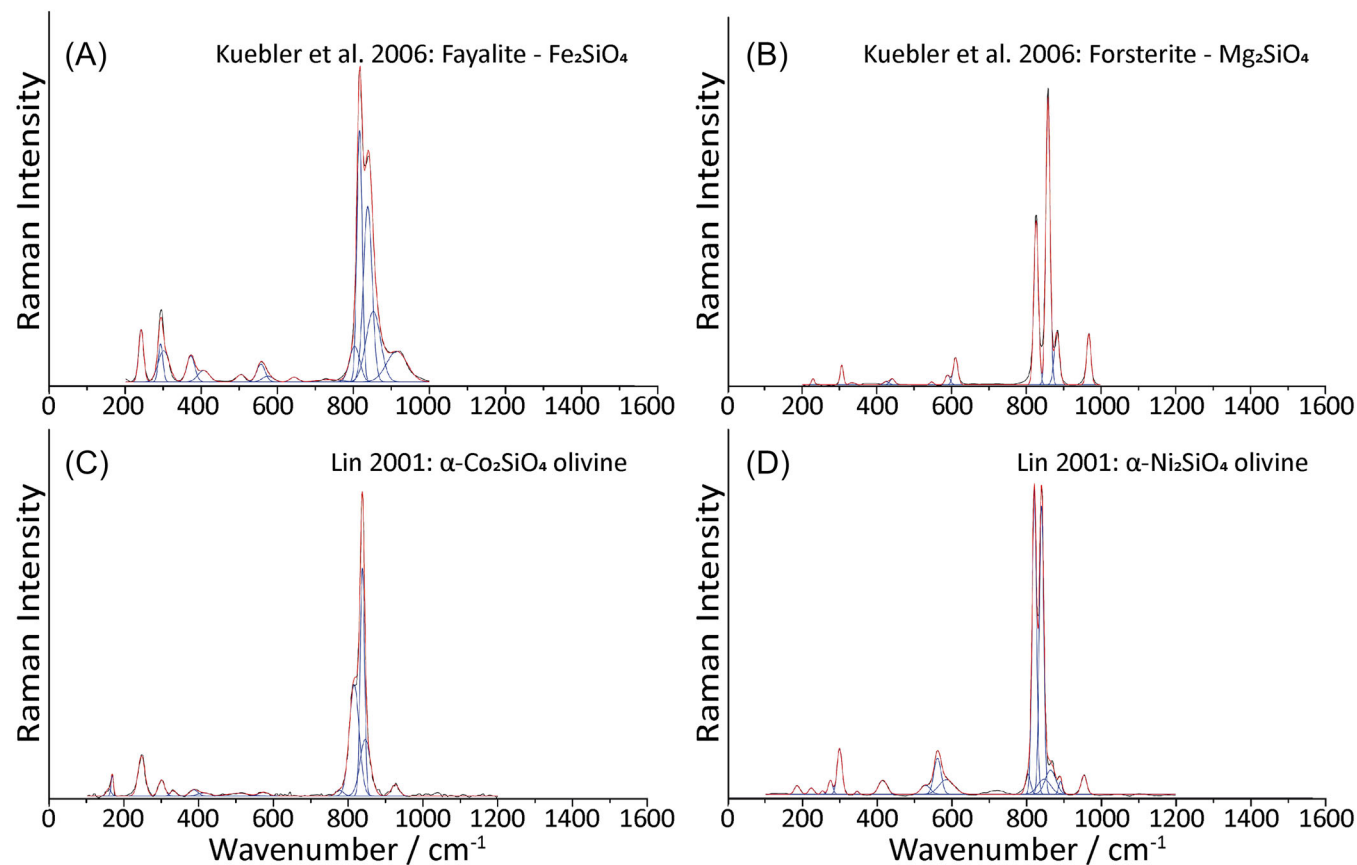 (A)
Kuebler et al. 2006: Fayalite - Fe₂SiO₄
Raman Intensity
0 200 400 600 800 1000 1200 1400 1600
(B)
Kuebler et al. 2006: Forsterite - Mg₂SiO₄
Raman Intensity
0 200 400 600 800 1000 1200 1400 1600
(C)
Lin 2001: α-Co₂SiO₄ olivine
Raman Intensity
0 200 400 600 800 1000 1200 1400 1600
Wavenumber / cm⁻¹
(D)
Lin 2001: α-Ni₂SiO₄ olivine
Raman Intensity
0 200 400 600 800 1000 1200 1400 1600
Wavenumber / cm⁻¹